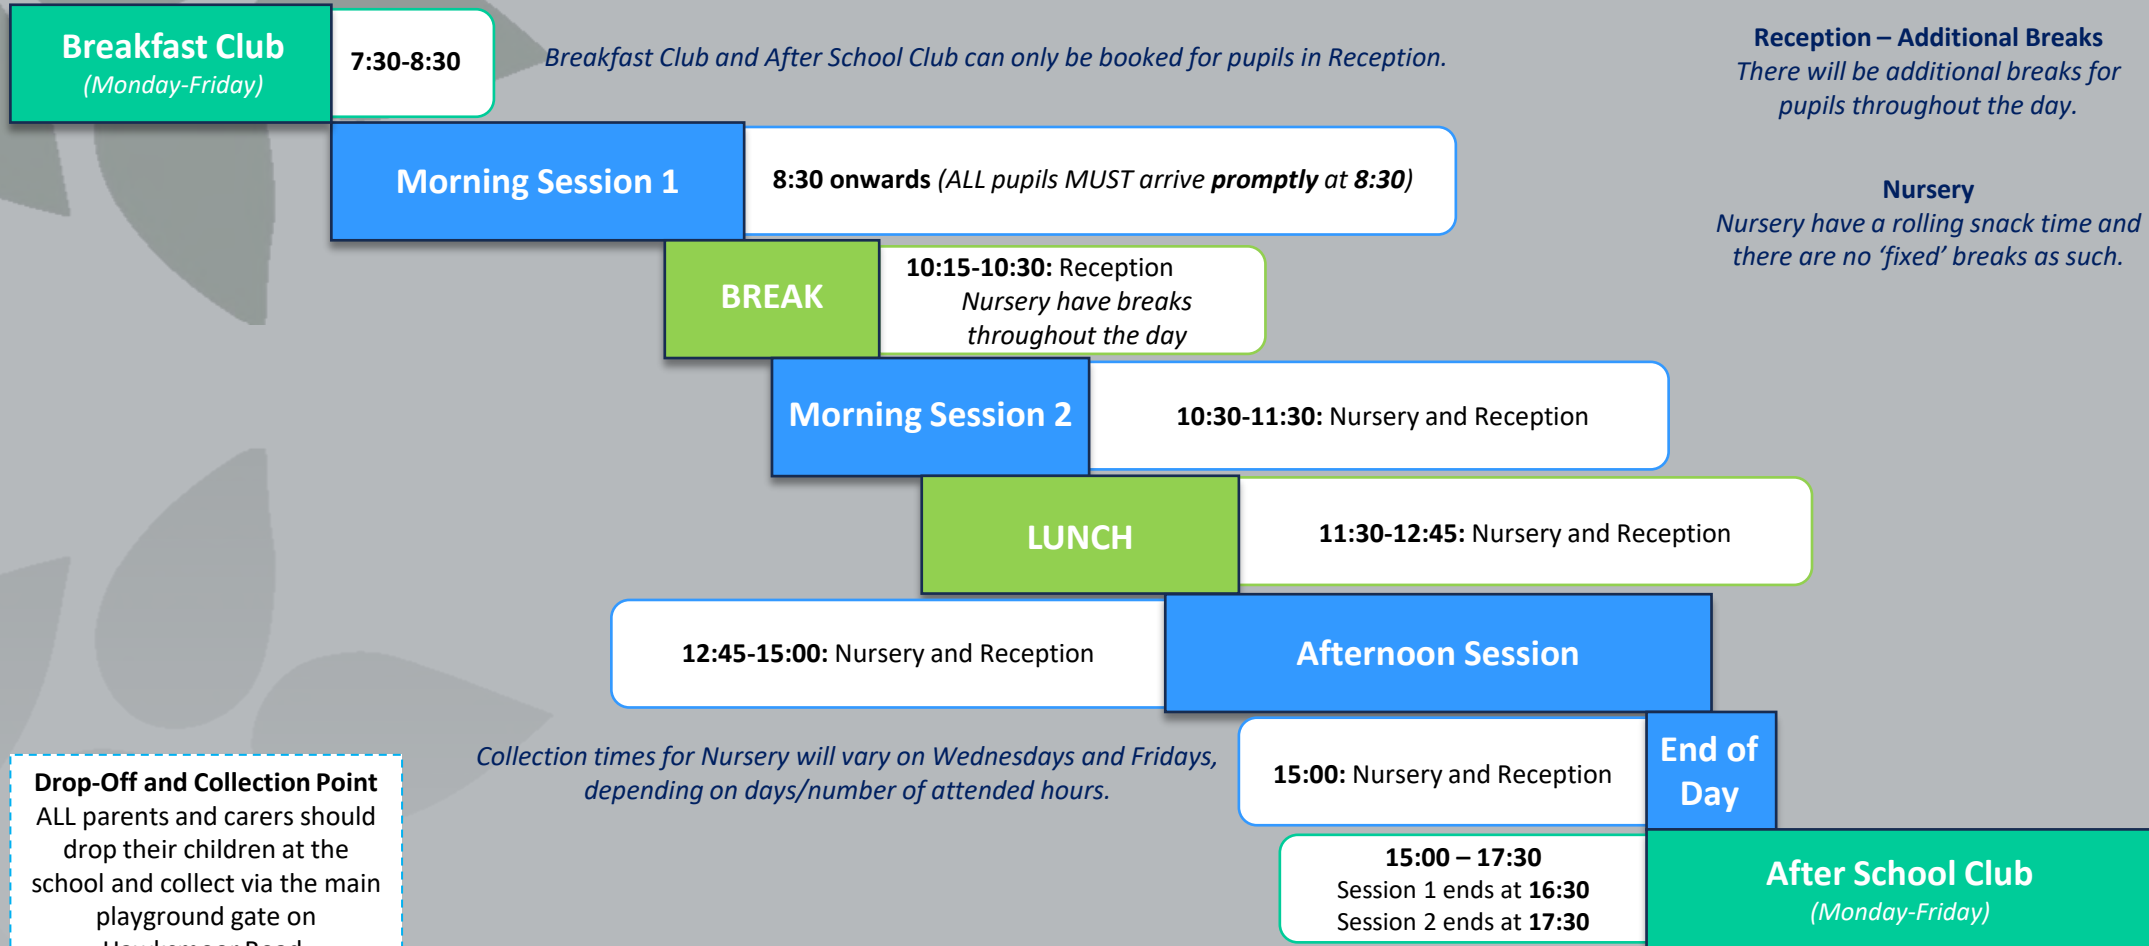 Breakfast Club
(Monday-Friday)
7:30-8:30
Breakfast Club and After School Club can only be booked for pupils in Reception.
Reception – Additional Breaks
There will be additional breaks for
pupils throughout the day.
Morning Session 1
8:30 onwards (ALL pupils MUST arrive promptly at 8:30)
Nursery
Nursery have a rolling snack time and
there are no ‘fixed’ breaks as such.
BREAK
10:15-10:30: Reception
Nursery have breaks
throughout the day
Morning Session 2
10:30-11:30: Nursery and Reception
LUNCH
11:30-12:45: Nursery and Reception
12:45-15:00: Nursery and Reception
Afternoon Session
Collection times for Nursery will vary on Wednesdays and Fridays,
depending on days/number of attended hours.
15:00: Nursery and Reception
End of
Day
Drop-Off and Collection Point
ALL parents and carers should
drop their children at the
school and collect via the main
playground gate on
Hawksmoor Road
15:00 – 17:30
Session 1 ends at 16:30
Session 2 ends at 17:30
After School Club
(Monday-Friday)